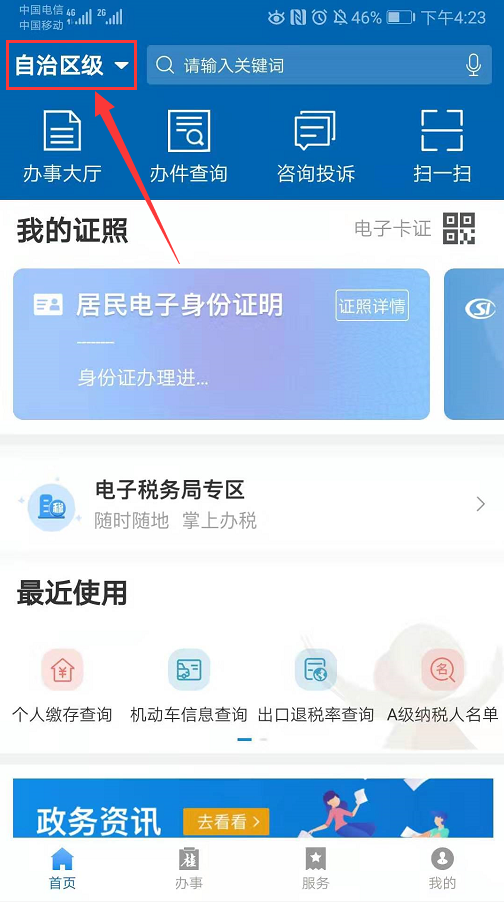 中国电信 4G 2G 46% 下午4:23
中国移动
自治区级 请输入关键词
办事大厅 办件查询 咨询投诉 扫一扫
我的证照 电子卡证
居民电子身份证明 证照详情
-------
身份证办理进...
电子税务局专区
随时随地 掌上办税
最近使用
个人缴存查询 机动车信息查询 出口退税率查询 A级纳税人名单
政务资讯 去看看 >
首页 办事 服务 我的